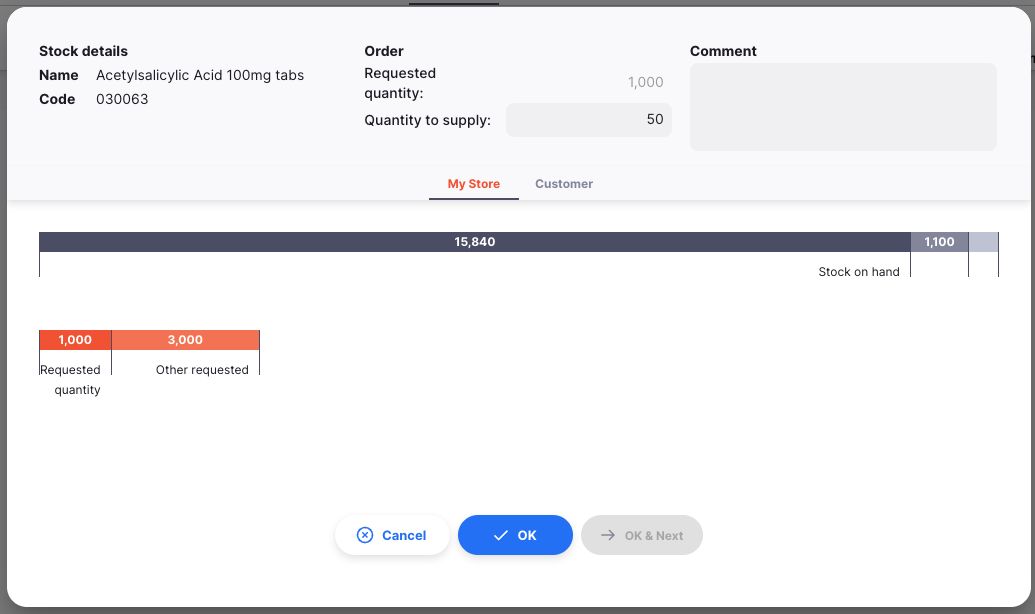 Stock details
Name Acetylsalicylic Acid 100mg tabs
Code 030063
Order
Requested
quantity:
1,000
Quantity to supply: 50
Comment
My Store Customer
15,840 1,100
Stock on hand
1,000 3,000
Requested
quantity
Other requested
Cancel OK OK & Next